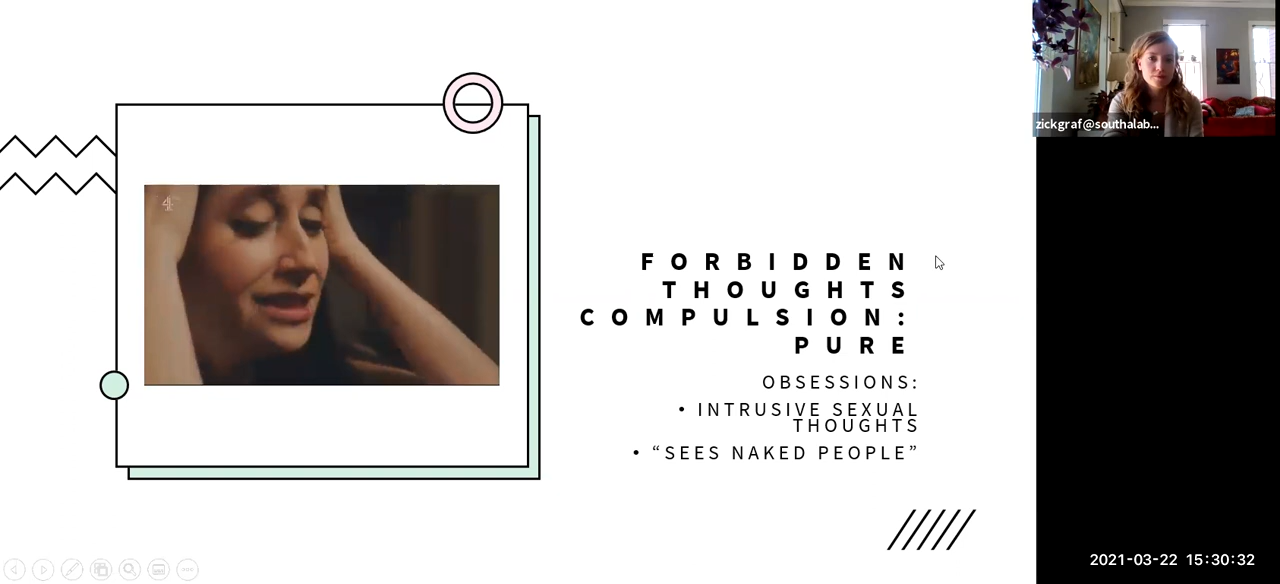 zickgraf@southalab...
4
FORBIDDEN
THOUGHTS
COMPULSION:
PURE
OBSESSIONS:
• INTRUSIVE SEXUAL
THOUGHTS
• “SEES NAKED PEOPLE”
2021-03-22 15:30:32